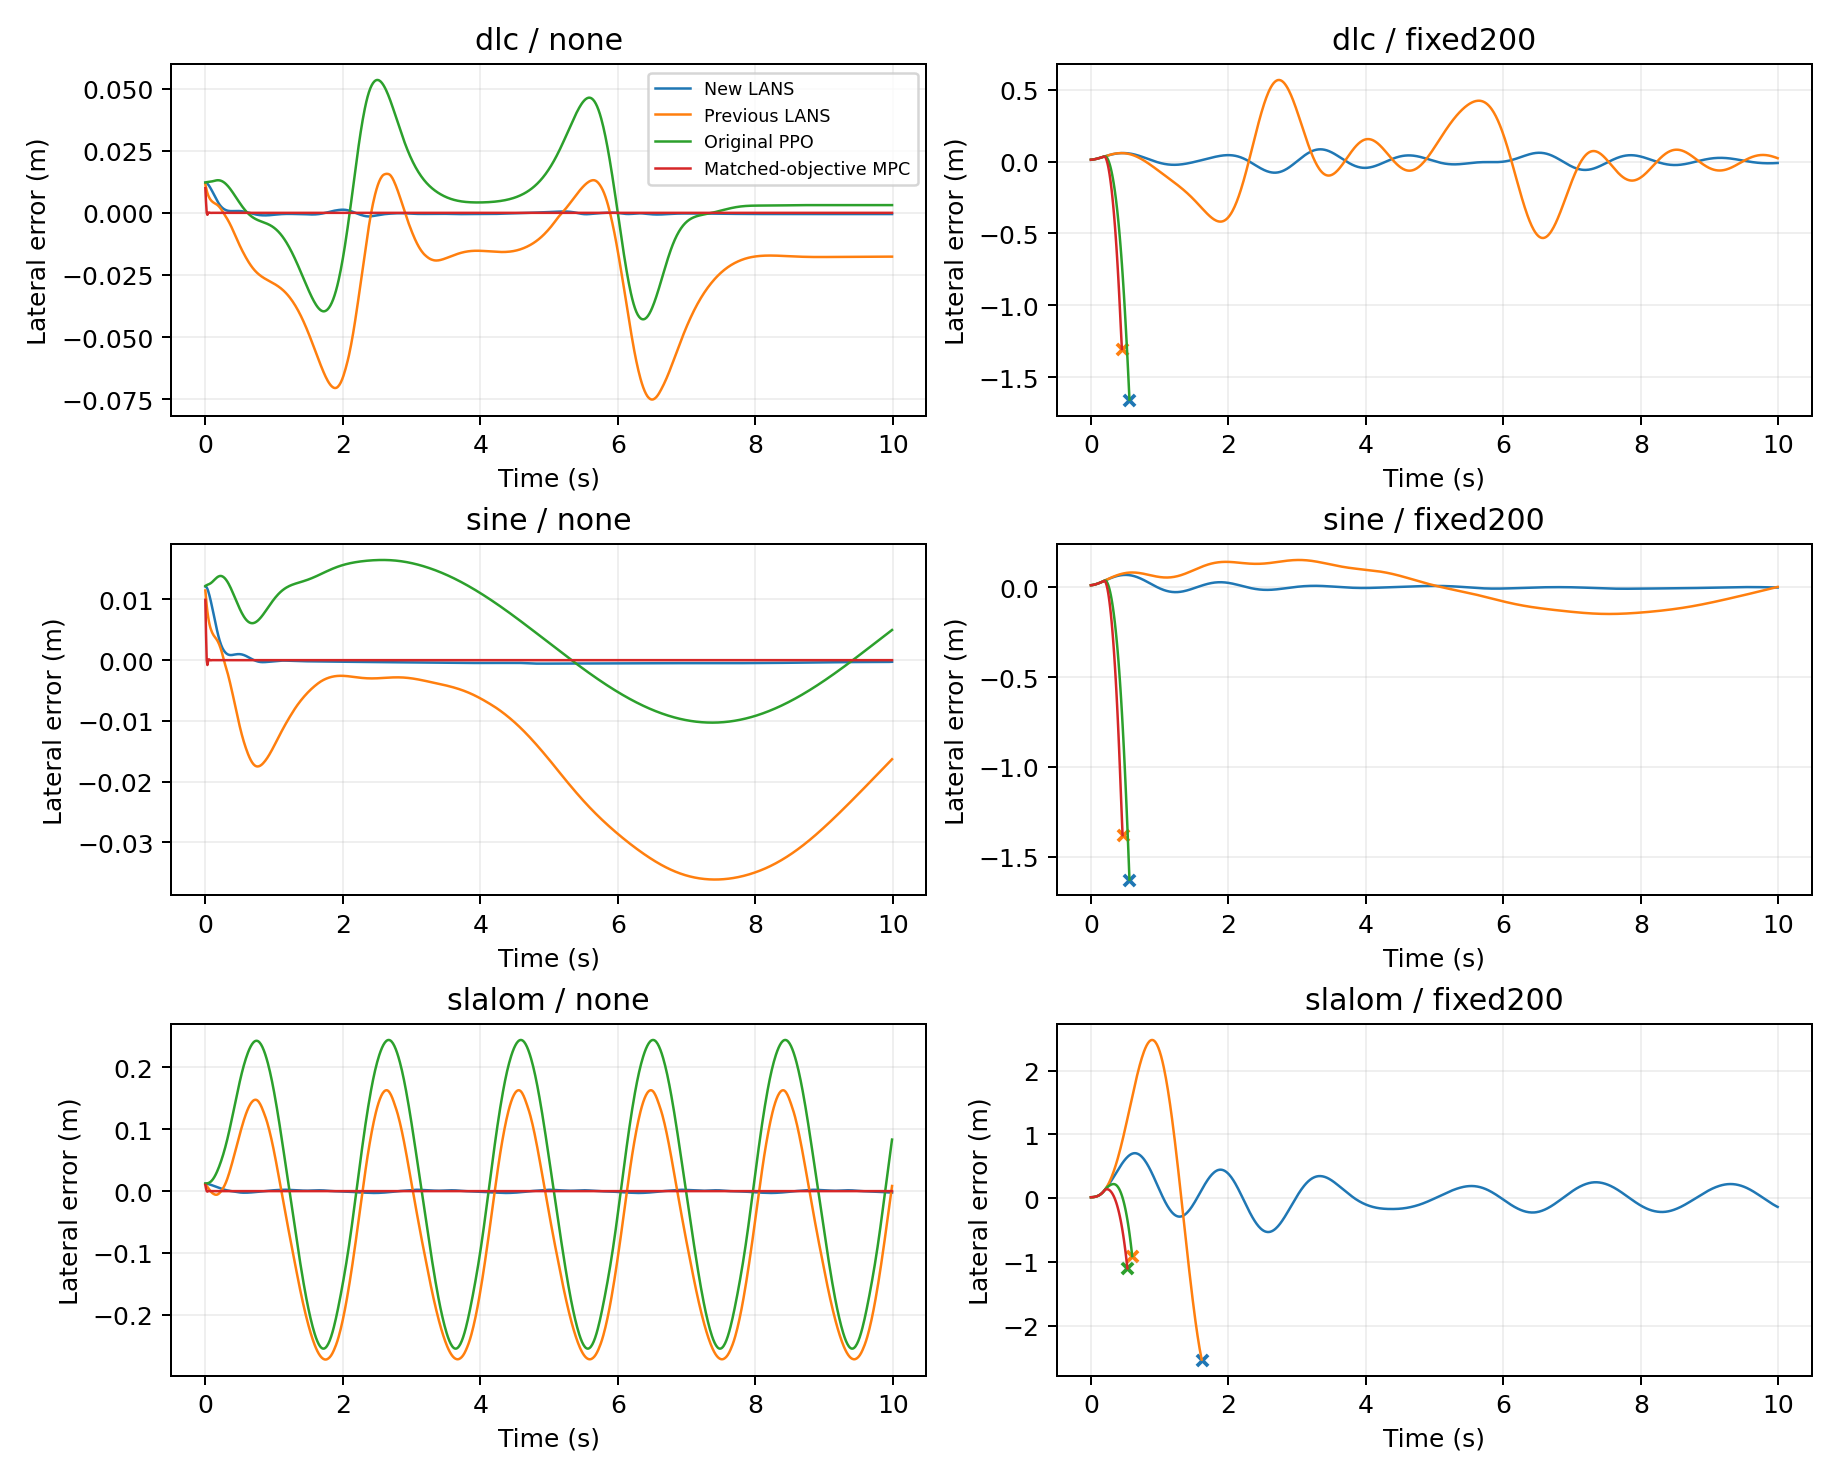 dlc / none
0.050
0.025
0.000
−0.025
−0.050
−0.075
Lateral error (m)
New LANS
Previous LANS
Original PPO
Matched-objective MPC
0 2 4 6 8 10
Time (s)
dlc / fixed200
0.5
0.0
−0.5
−1.0
−1.5
Lateral error (m)
0 2 4 6 8 10
Time (s)
sine / none
0.01
0.00
−0.01
−0.02
−0.03
Lateral error (m)
0 2 4 6 8 10
Time (s)
sine / fixed200
0.0
−0.5
−1.0
−1.5
Lateral error (m)
0 2 4 6 8 10
Time (s)
slalom / none
0.2
0.1
0.0
−0.1
−0.2
Lateral error (m)
0 2 4 6 8 10
Time (s)
slalom / fixed200
2
1
0
−1
−2
Lateral error (m)
0 2 4 6 8 10
Time (s)